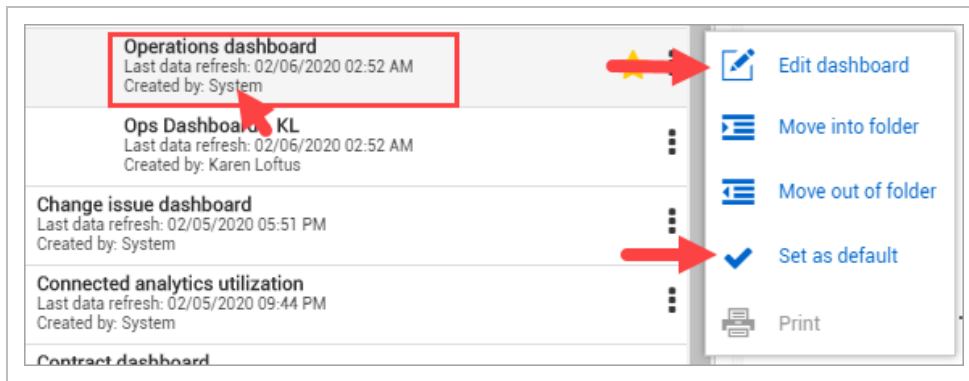 Operations dashboard
Last data refresh: 02/06/2020 02:52 AM
Created by: System
Ops Dashboard KL
Last data refresh: 02/06/2020 02:52 AM
Created by: Karen Loftus
Change issue dashboard
Last data refresh: 02/05/2020 05:51 PM
Created by: System
Connected analytics utilization
Last data refresh: 02/05/2020 09:44 PM
Created by: System
Contract dashboard
Edit dashboard
Move into folder
Move out of folder
Set as default
Print